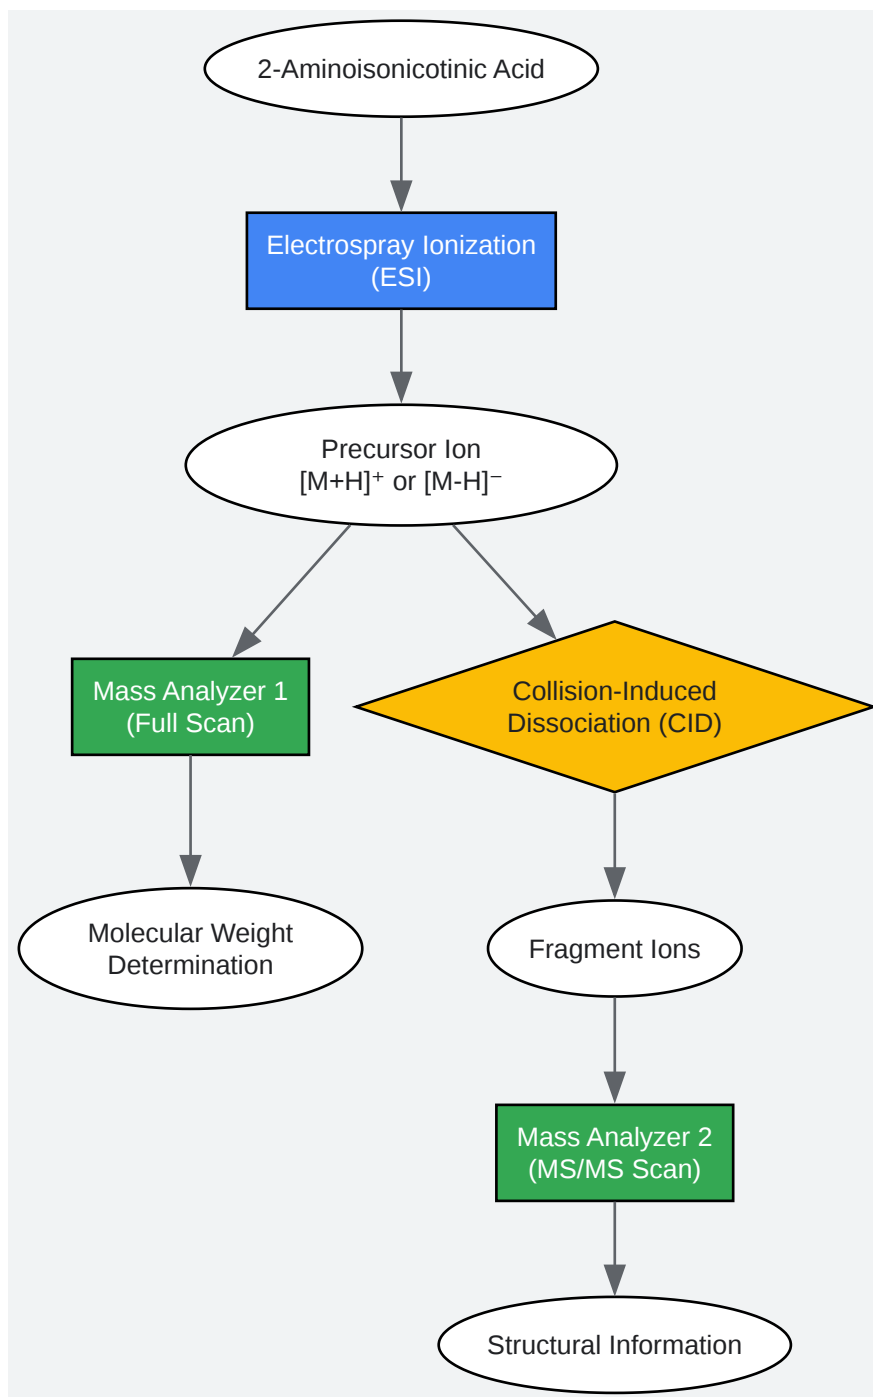 2-Aminoisonicotinic Acid
Electrospray Ionization
(ESI)
Precursor Ion
[M+H]⁺ or [M-H]⁻
Mass Analyzer 1
(Full Scan)
Collision-Induced
Dissociation (CID)
Molecular Weight
Determination
Fragment Ions
Mass Analyzer 2
(MS/MS Scan)
Structural Information